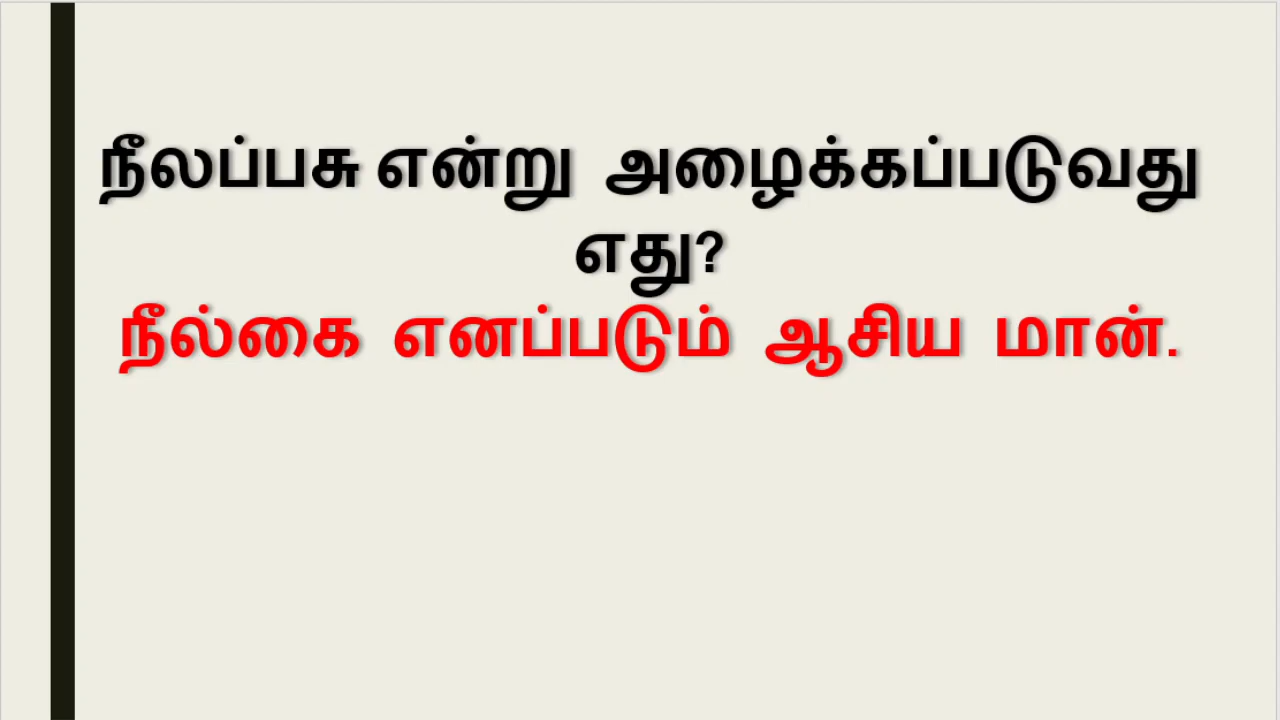 நீலப்பசு என்று அழைக்கப்படுவது
எது?
நீல்கை எனப்படும் ஆசிய மான்.